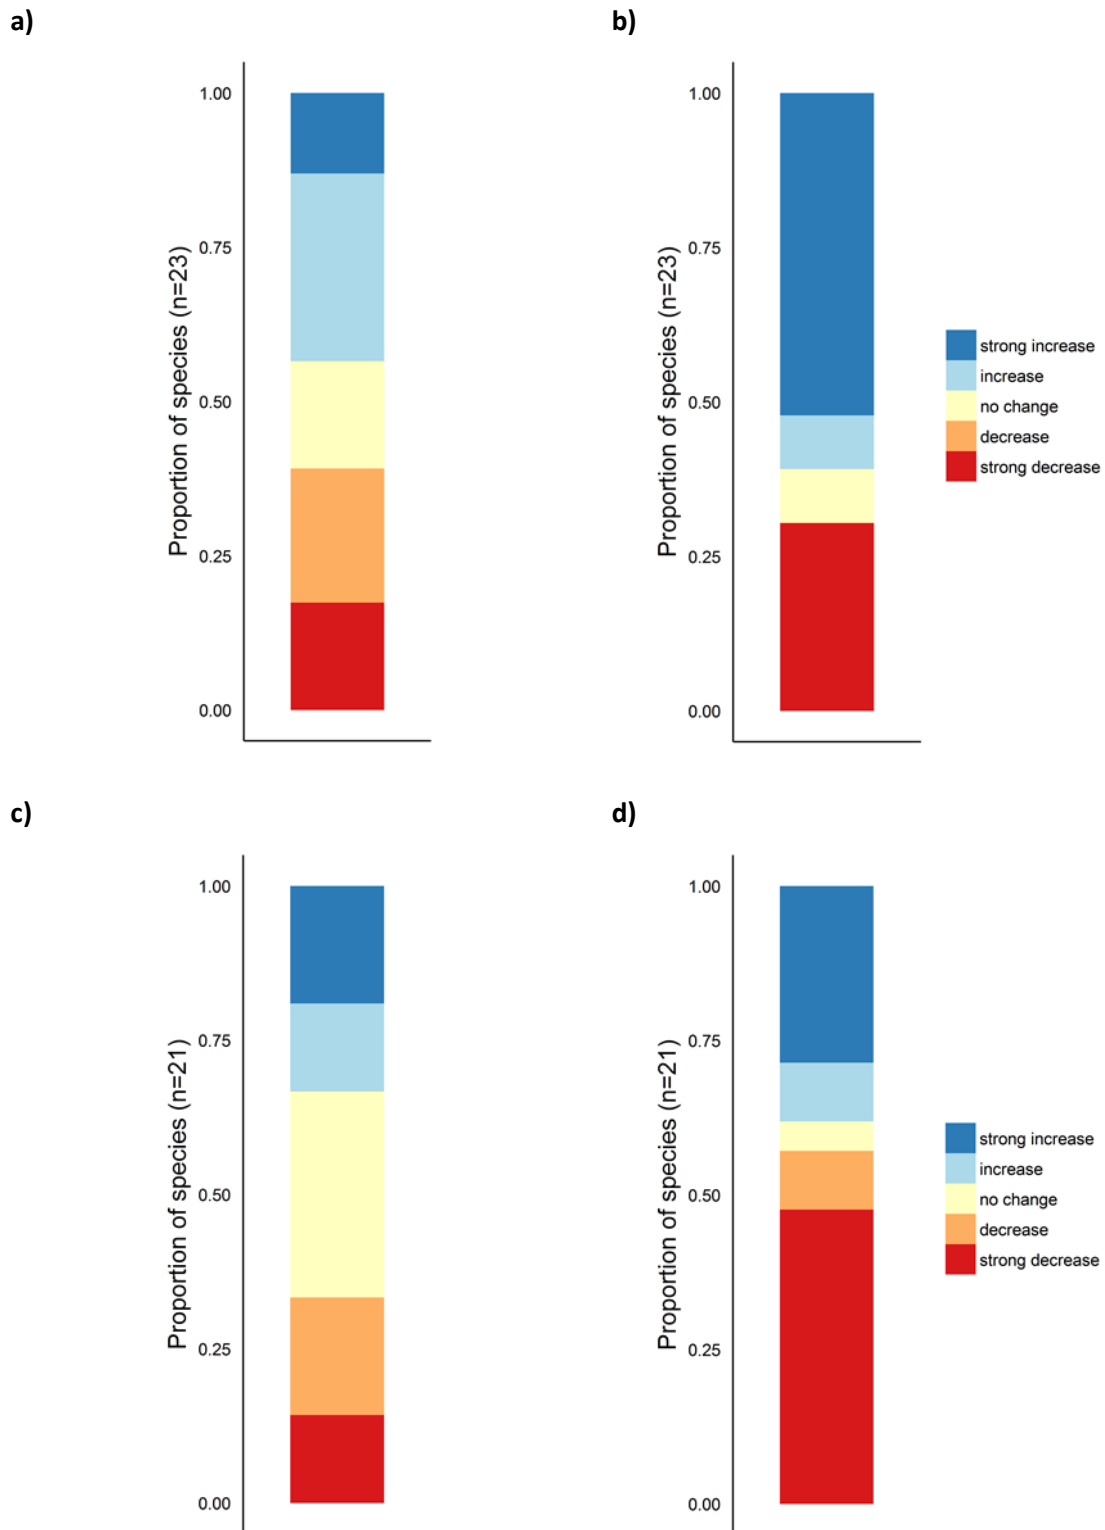 a)
b)
1.00
0.75
0.50
0.25
0.00
Proportion of species (n=23)
1.00
0.75
0.50
0.25
0.00
Proportion of species (n=23)
strong increase
increase
no change
decrease
strong decrease
c)
d)
1.00
0.75
0.50
0.25
0.00
Proportion of species (n=21)
1.00
0.75
0.50
0.25
0.00
Proportion of species (n=21)
strong increase
increase
no change
decrease
strong decrease